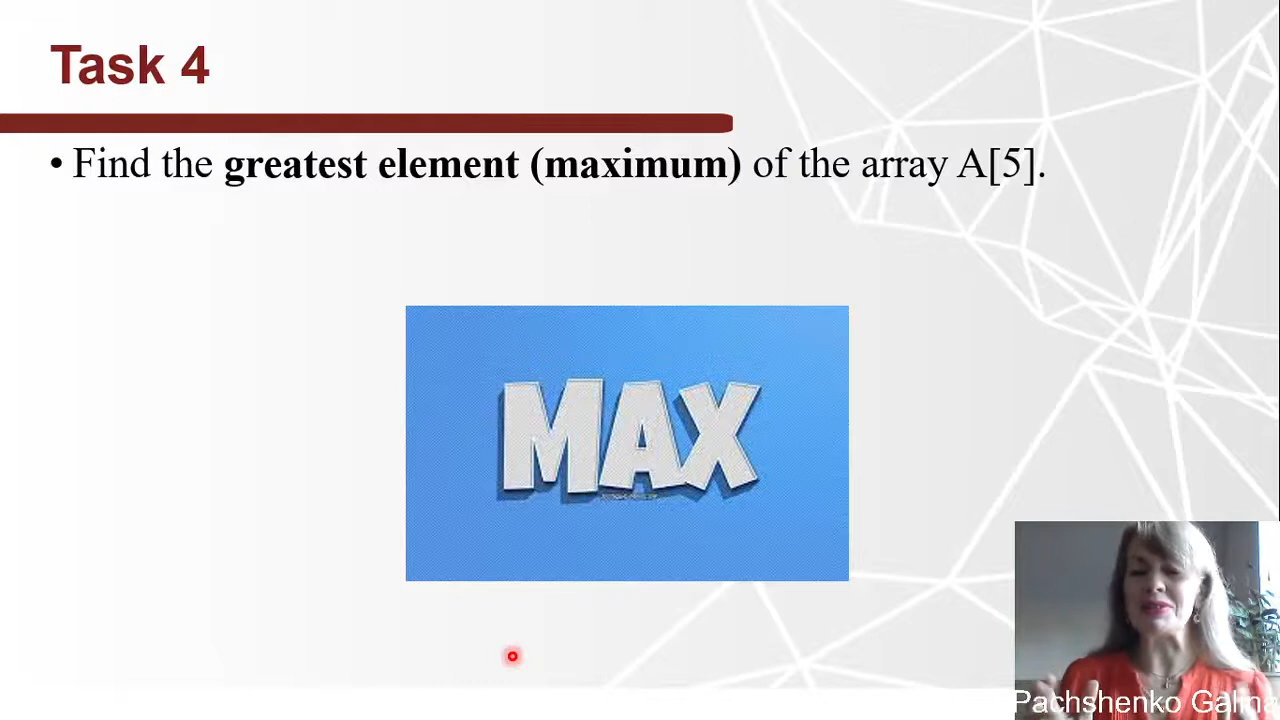 Task 4
• Find the greatest element (maximum) of the array A[5].
MAX
Pachshenko Galina